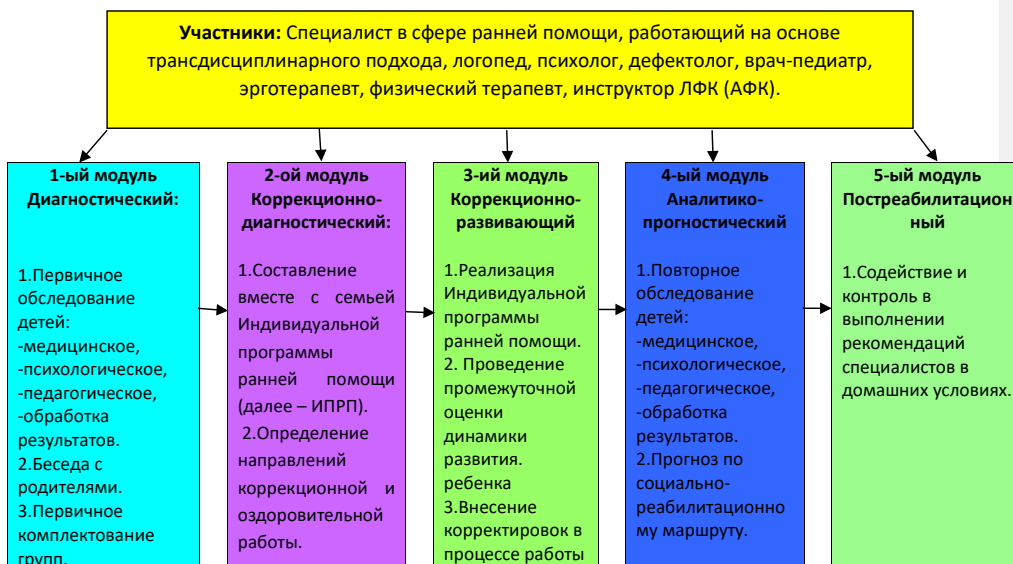 Участники: Специалист в сфере ранней помощи, работающий на основе
трансдисциплинарного подхода, логопед, психолог, дефектолог, врач-педиатр,
эрготерапевт, физический терапевт, инструктор ЛФК (АФК).
1-ый модуль
Диагностический:
1.Первичное
обследование
детей:
-медицинское,
-психологическое,
-педагогическое,
-обработка
результатов.
2.Беседа с
родителями.
3.Первичное
комплектование
групп.
2-ой модуль
Коррекционно-
диагностический:
1.Составление
вместе с семьей
Индивидуальной
программы
ранней помощи
(далее – ИПРП).
2.Определение
направлений
коррекционной и
оздоровительной
работы.
3-ий модуль
Коррекционно-
развивающий
1.Реализация
Индивидуальной
программы
ранней помощи.
2. Проведение
промежуточной
оценки
динамики
развития.
ребенка
3.Внесение
корректировок в
процессе работы
4-ый модуль
Аналитико-
прогностический
1.Повторное
обследование
детей:
-медицинское,
-психологическое,
-педагогическое,
-обработка
результатов.
2.Прогноз по
социально-
реабилитационно
му маршруту.
5-ый модуль
Постреабилитацион
ный
1.Содействие и
контроль в
выполнении
рекомендаций
специалистов в
домашних условиях.